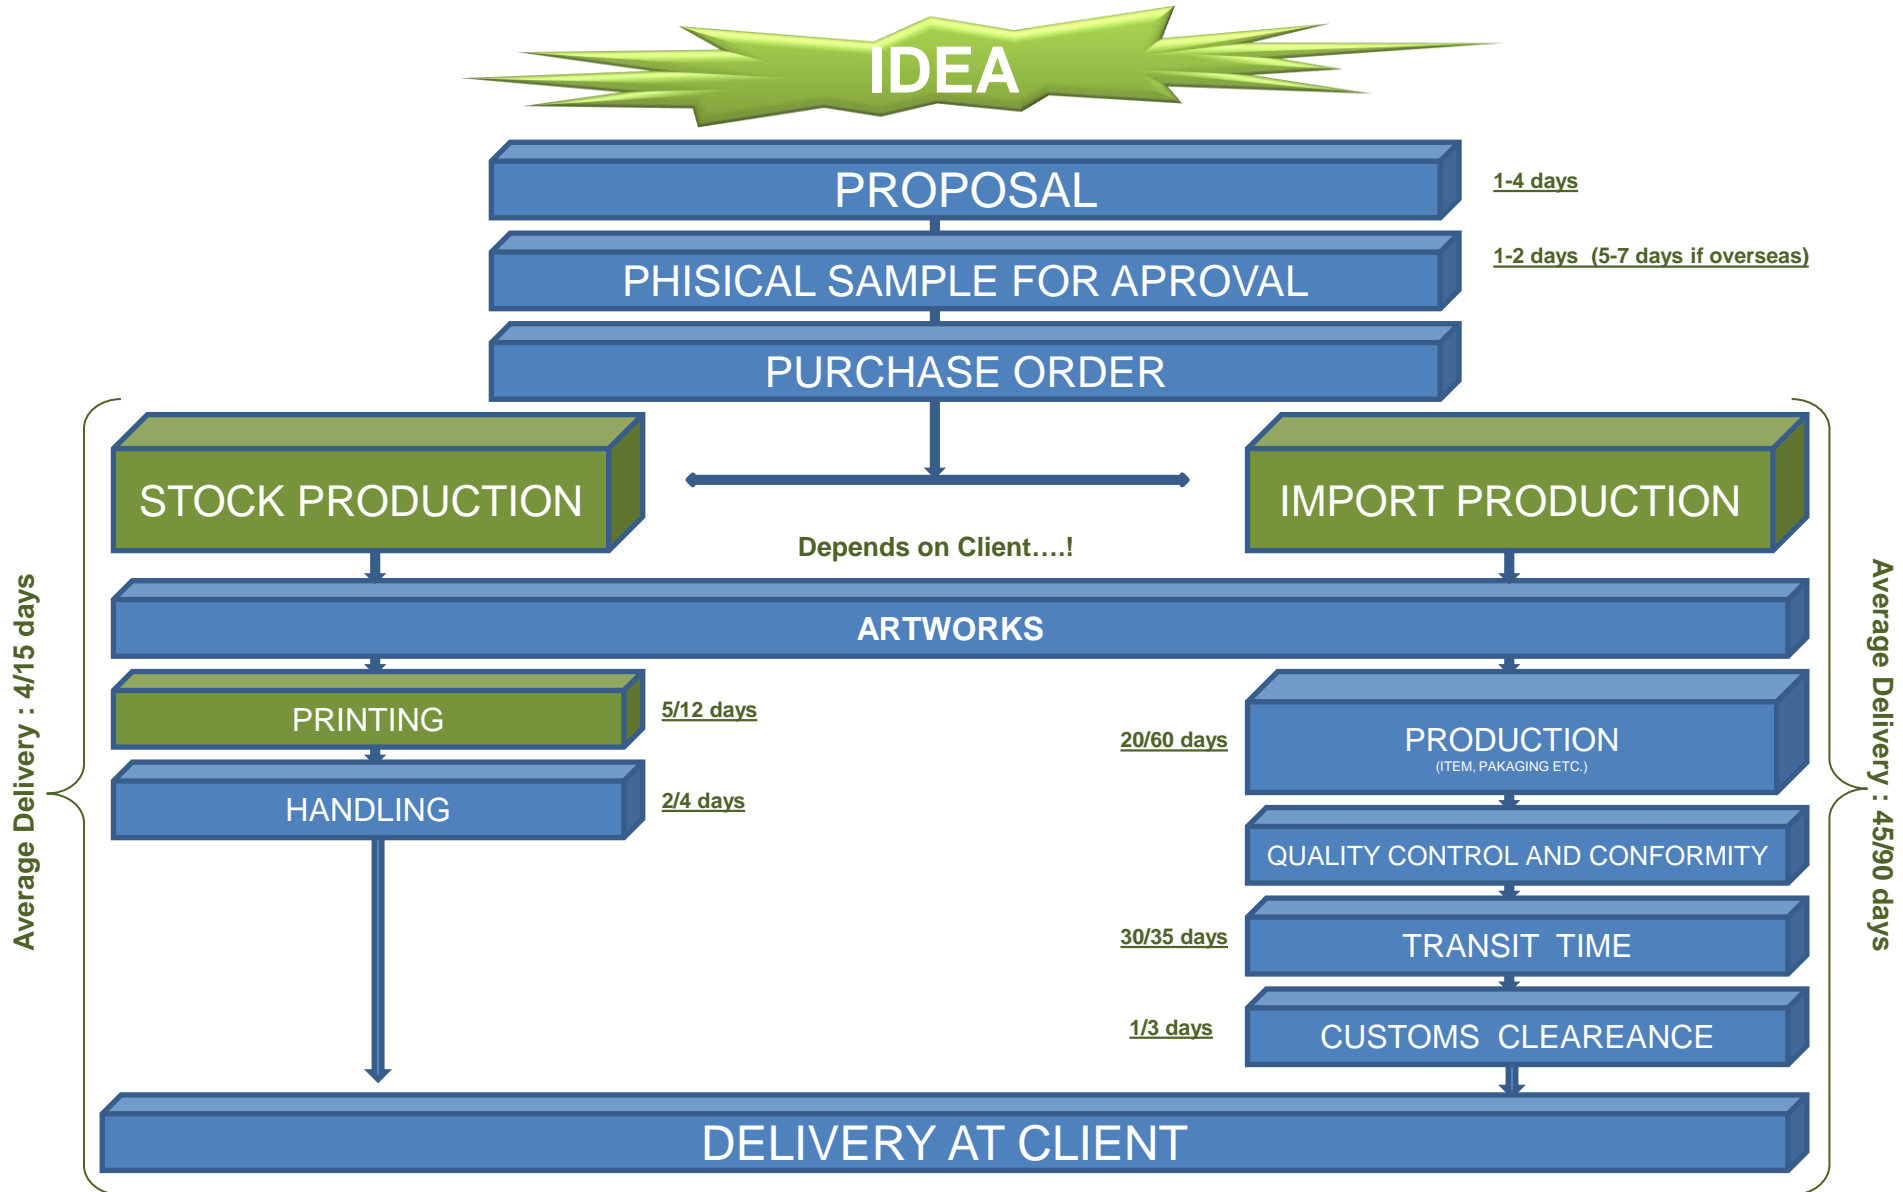 IDEA
PROPOSAL
1-4 days
PHISICAL SAMPLE FOR APROVAL
1-2 days  (5-7 days if overseas)
PURCHASE ORDER
STOCK PRODUCTION
IMPORT PRODUCTION
Depends on Client….!
ARTWORKS
Average Delivery : 4/15 days
PRINTING
5/12 days
HANDLING
2/4 days
20/60 days
PRODUCTION
(ITEM, PAKAGING ETC.)
QUALITY CONTROL AND CONFORMITY
30/35 days
TRANSIT  TIME
1/3 days
CUSTOMS  CLEAREANCE
Average Delivery : 45/90 days
DELIVERY AT CLIENT